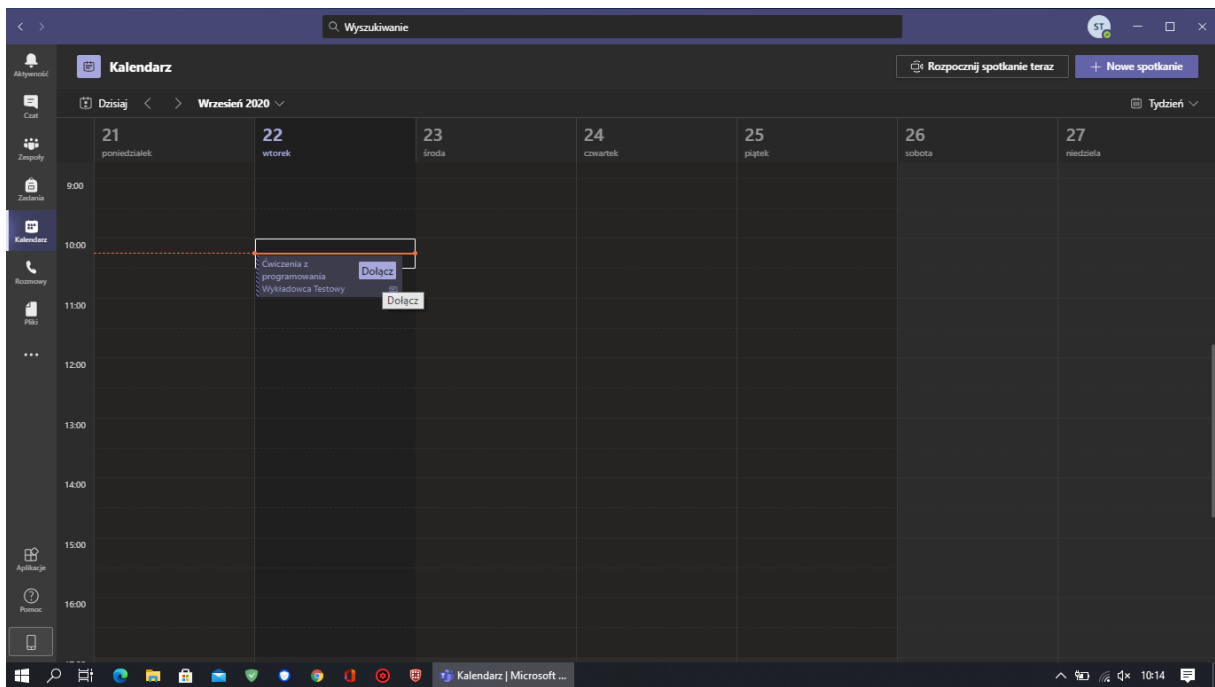 Wyszukiwanie
ST
Aktywność
Czat
Zespoły
Zadania
Kalendarz
Rozmowy
Pliki
Aplikacje
Pomoc
Kalendarz
Rozpocznij spotkanie teraz
+ Nowe spotkanie
Dzisiaj
Wrzesień 2020
Tydzień
21
poniedziałek
22
wtorek
23
środa
24
czwartek
25
piątek
26
sobota
27
niedziela
9:00
10:00
11:00
12:00
13:00
14:00
15:00
16:00
Ćwiczenia z
programowania
Wykładowca Testowy
Dołącz
Dołącz
Kalendarz | Microsoft ...
10:14